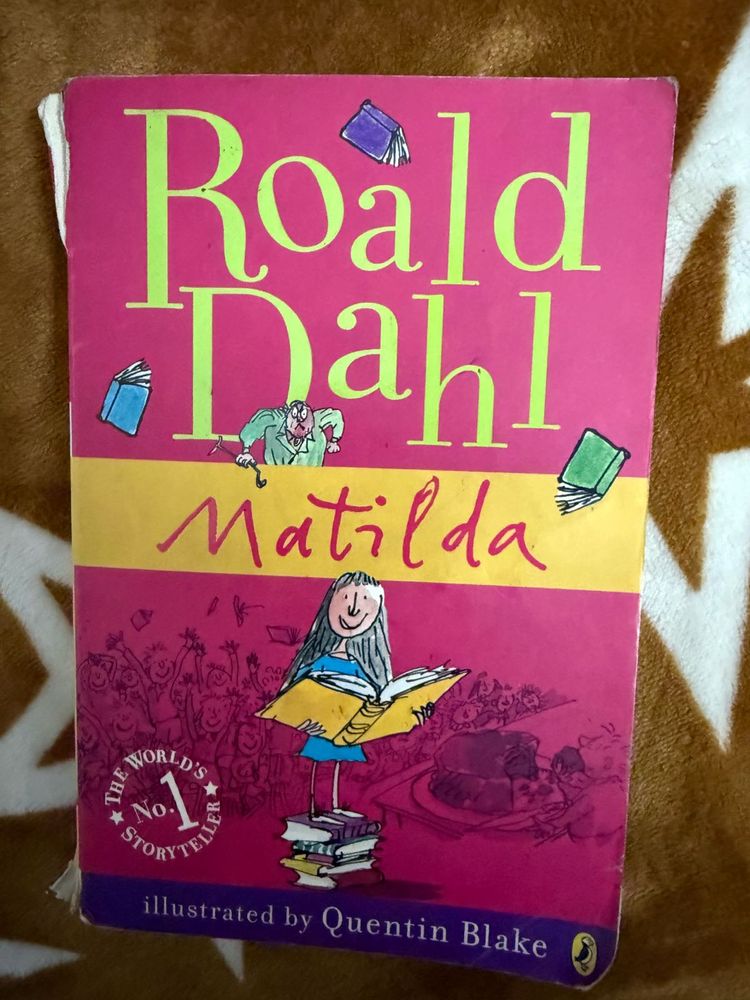 Roald
Dahl
Matilda
THE WORLD'S
No.1
STORYTELLER
illustrated by Quentin Blake